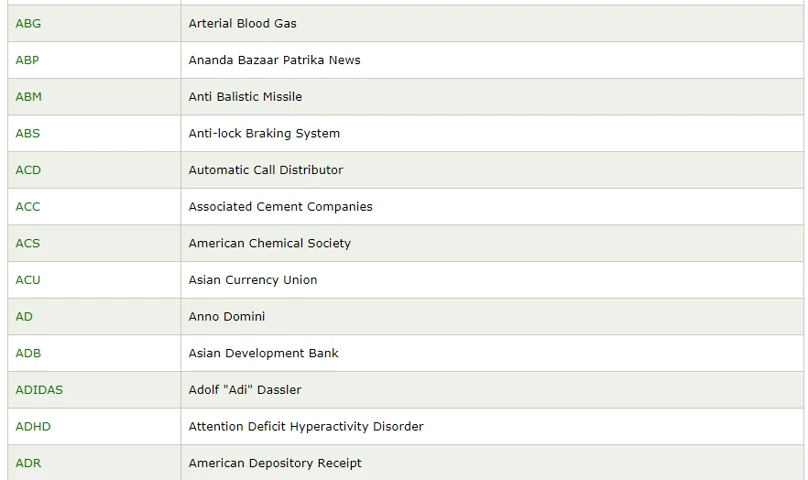 ABG Arterial Blood Gas
ABP Ananda Bazaar Patrika News
ABM Anti Balistic Missile
ABS Anti-lock Braking System
ACD Automatic Call Distributor
ACC Associated Cement Companies
ACS American Chemical Society
ACU Asian Currency Union
AD Anno Domini
ADB Asian Development Bank
ADIDAS Adolf "Adi" Dassler
ADHD Attention Deficit Hyperactivity Disorder
ADR American Depository Receipt